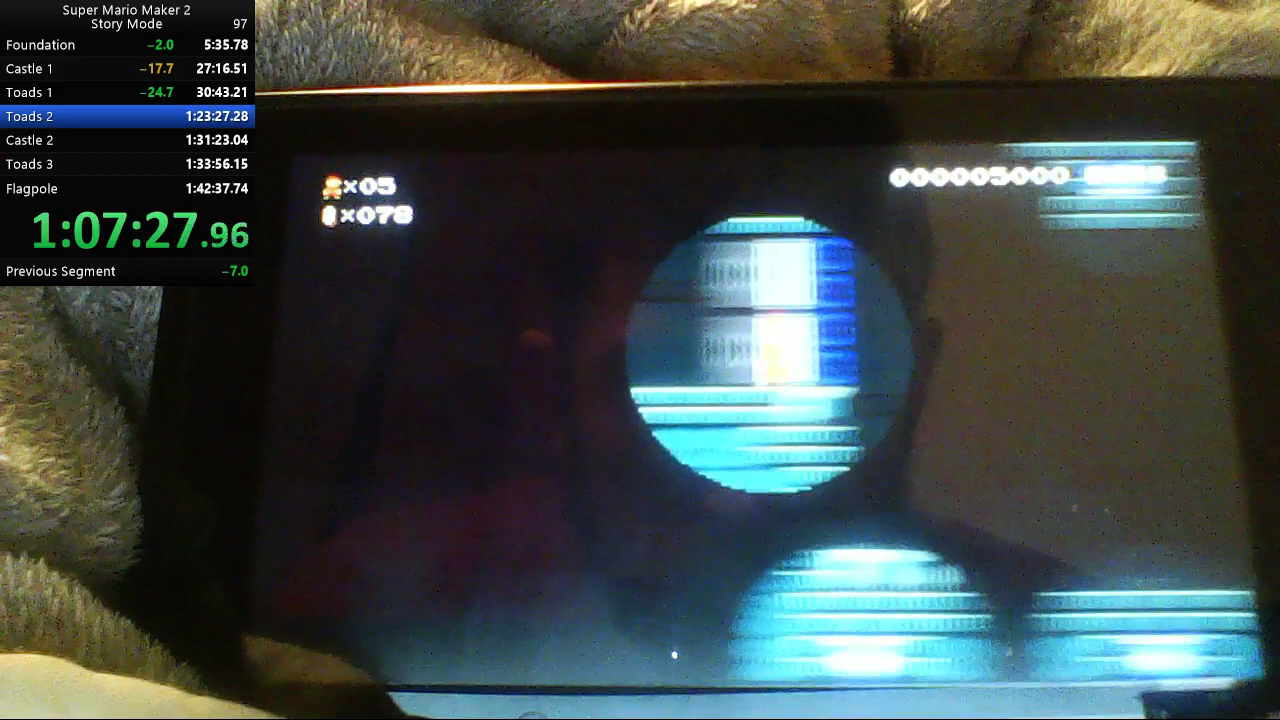 Super Mario Maker 2
Story Mode 97
Foundation −2.0 5:35.78
Castle 1 −17.7 27:16.51
Toads 1 −24.7 30:43.21
Toads 2 1:23:27.28
Castle 2 1:31:23.04
Toads 3 1:33:56.15
Flagpole 1:42:37.74
1:07:27.96
Previous Segment −7.0
×05
000005000
×078